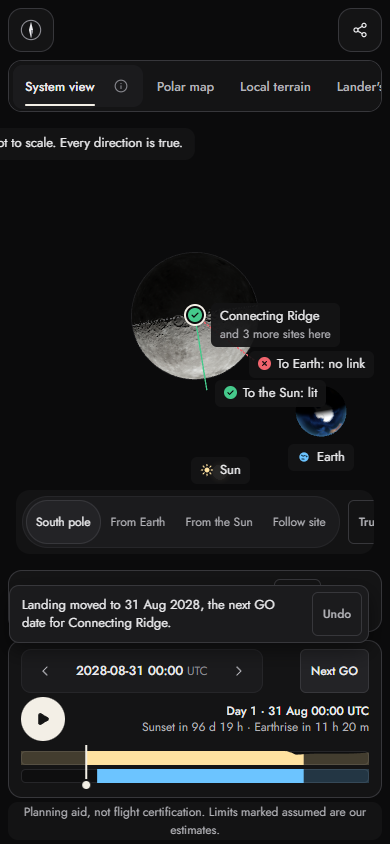 System view
Polar map
Local terrain
Lander's
ot to scale. Every direction is true.
Connecting Ridge
and 3 more sites here
To Earth: no link
To the Sun: lit
Earth
Sun
South pole
From Earth
From the Sun
Follow site
Tru
Landing moved to 31 Aug 2028, the next GO
date for Connecting Ridge.
Undo
2028-08-31 00:00 UTC
Next GO
Day 1 · 31 Aug 00:00 UTC
Sunset in 96 d 19 h · Earthrise in 11 h 20 m
Planning aid, not flight certification. Limits marked assumed are our
estimates.